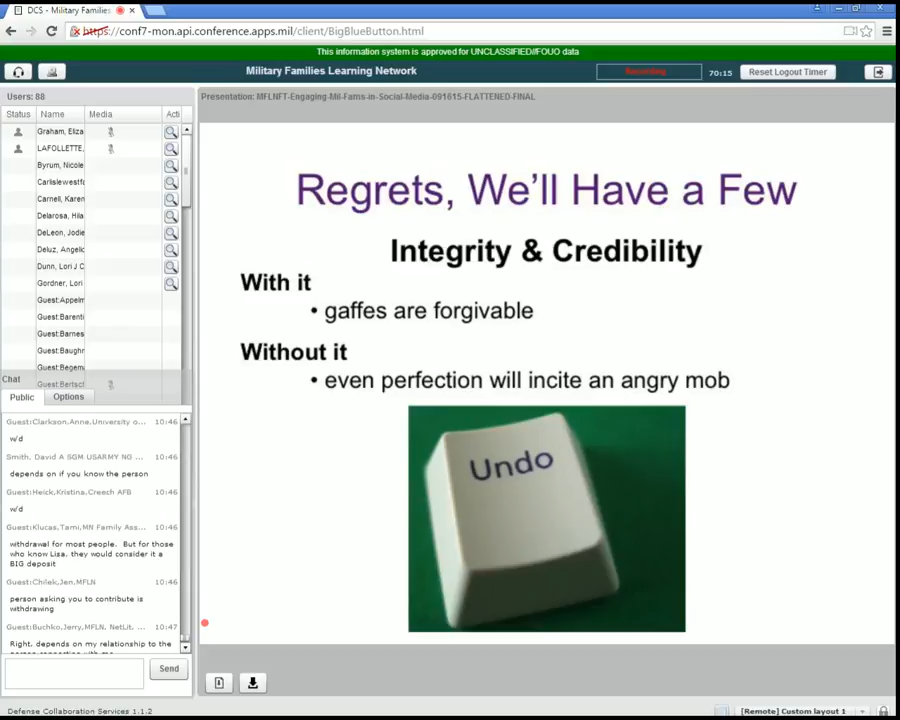 DCS - Military Families
https://conf7-mon.api.conference.apps.mil/client/BigBlueButton.html
This information system is approved for UNCLASSIFIED//FOUO data
Military Families Learning Network
Recording
70:15
Reset Logout Timer
Users: 88
Presentation: MFLNFT-Engaging-Mil-Fams-in-Social-Media-091615-FLATTENED-FINAL
Status Name Media Acti
Graham, Eliza
LAFOLLETTE,
Byrum, Nicole
Carlislewestfa
Carnell, Karen
Delarosa, Hila
DeLeon, Jodie
Deluz, Angelic
Dunn, Lori J C
Gordner, Lori
Guest:Appelm
Guest:Barenti
Guest:Barnes
Guest:Baughr
Guest:Begem
Guest:Bertsch
Chat
Public Options
Guest:Clarkson,Anne,University o... 10:46
w/d
Smith, David A SGM USARMY NG ... 10:46
depends on if you know the person
Guest:Heick,Kristina,Creech AFB 10:46
w/d
Guest:Klucas,Tami,MN Family Ass... 10:46
withdrawal for most people. But for those
who know Lisa, they would consider it a
BIG deposit
Guest:Chilek,Jen,MFLN 10:46
person asking you to contribute is
withdrawing
Guest:Buchko,Jerry,MFLN, NetLit, ... 10:47
Right, depends on my relationship to the
Send
Regrets, We'll Have a Few
Integrity & Credibility
With it
• gaffes are forgivable
Without it
• even perfection will incite an angry mob
Undo
Defense Collaboration Services 1.1.2
[Remote] Custom layout 1